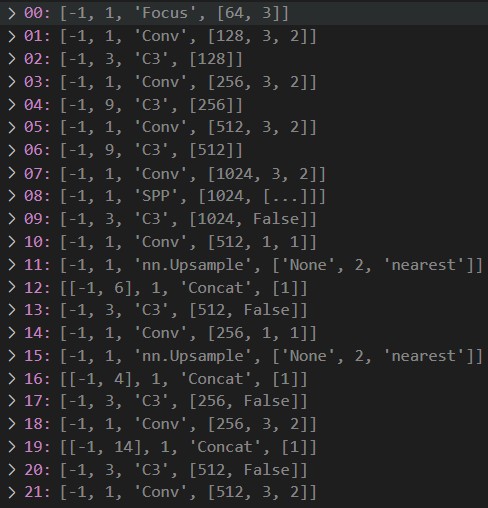 > 00: [-1, 1, 'Focus', [64, 3]]
> 01: [-1, 1, 'Conv', [128, 3, 2]]
> 02: [-1, 3, 'C3', [128]]
> 03: [-1, 1, 'Conv', [256, 3, 2]]
> 04: [-1, 9, 'C3', [256]]
> 05: [-1, 1, 'Conv', [512, 3, 2]]
> 06: [-1, 9, 'C3', [512]]
> 07: [-1, 1, 'Conv', [1024, 3, 2]]
> 08: [-1, 1, 'SPP', [1024, [...]]]
> 09: [-1, 3, 'C3', [1024, False]]
> 10: [-1, 1, 'Conv', [512, 1, 1]]
> 11: [-1, 1, 'nn.Upsample', ['None', 2, 'nearest']]
> 12: [[-1, 6], 1, 'Concat', [1]]
> 13: [-1, 3, 'C3', [512, False]]
> 14: [-1, 1, 'Conv', [256, 1, 1]]
> 15: [-1, 1, 'nn.Upsample', ['None', 2, 'nearest']]
> 16: [[-1, 4], 1, 'Concat', [1]]
> 17: [-1, 3, 'C3', [256, False]]
> 18: [-1, 1, 'Conv', [256, 3, 2]]
> 19: [[-1, 14], 1, 'Concat', [1]]
> 20: [-1, 3, 'C3', [512, False]]
> 21: [-1, 1, 'Conv', [512, 3, 2]]